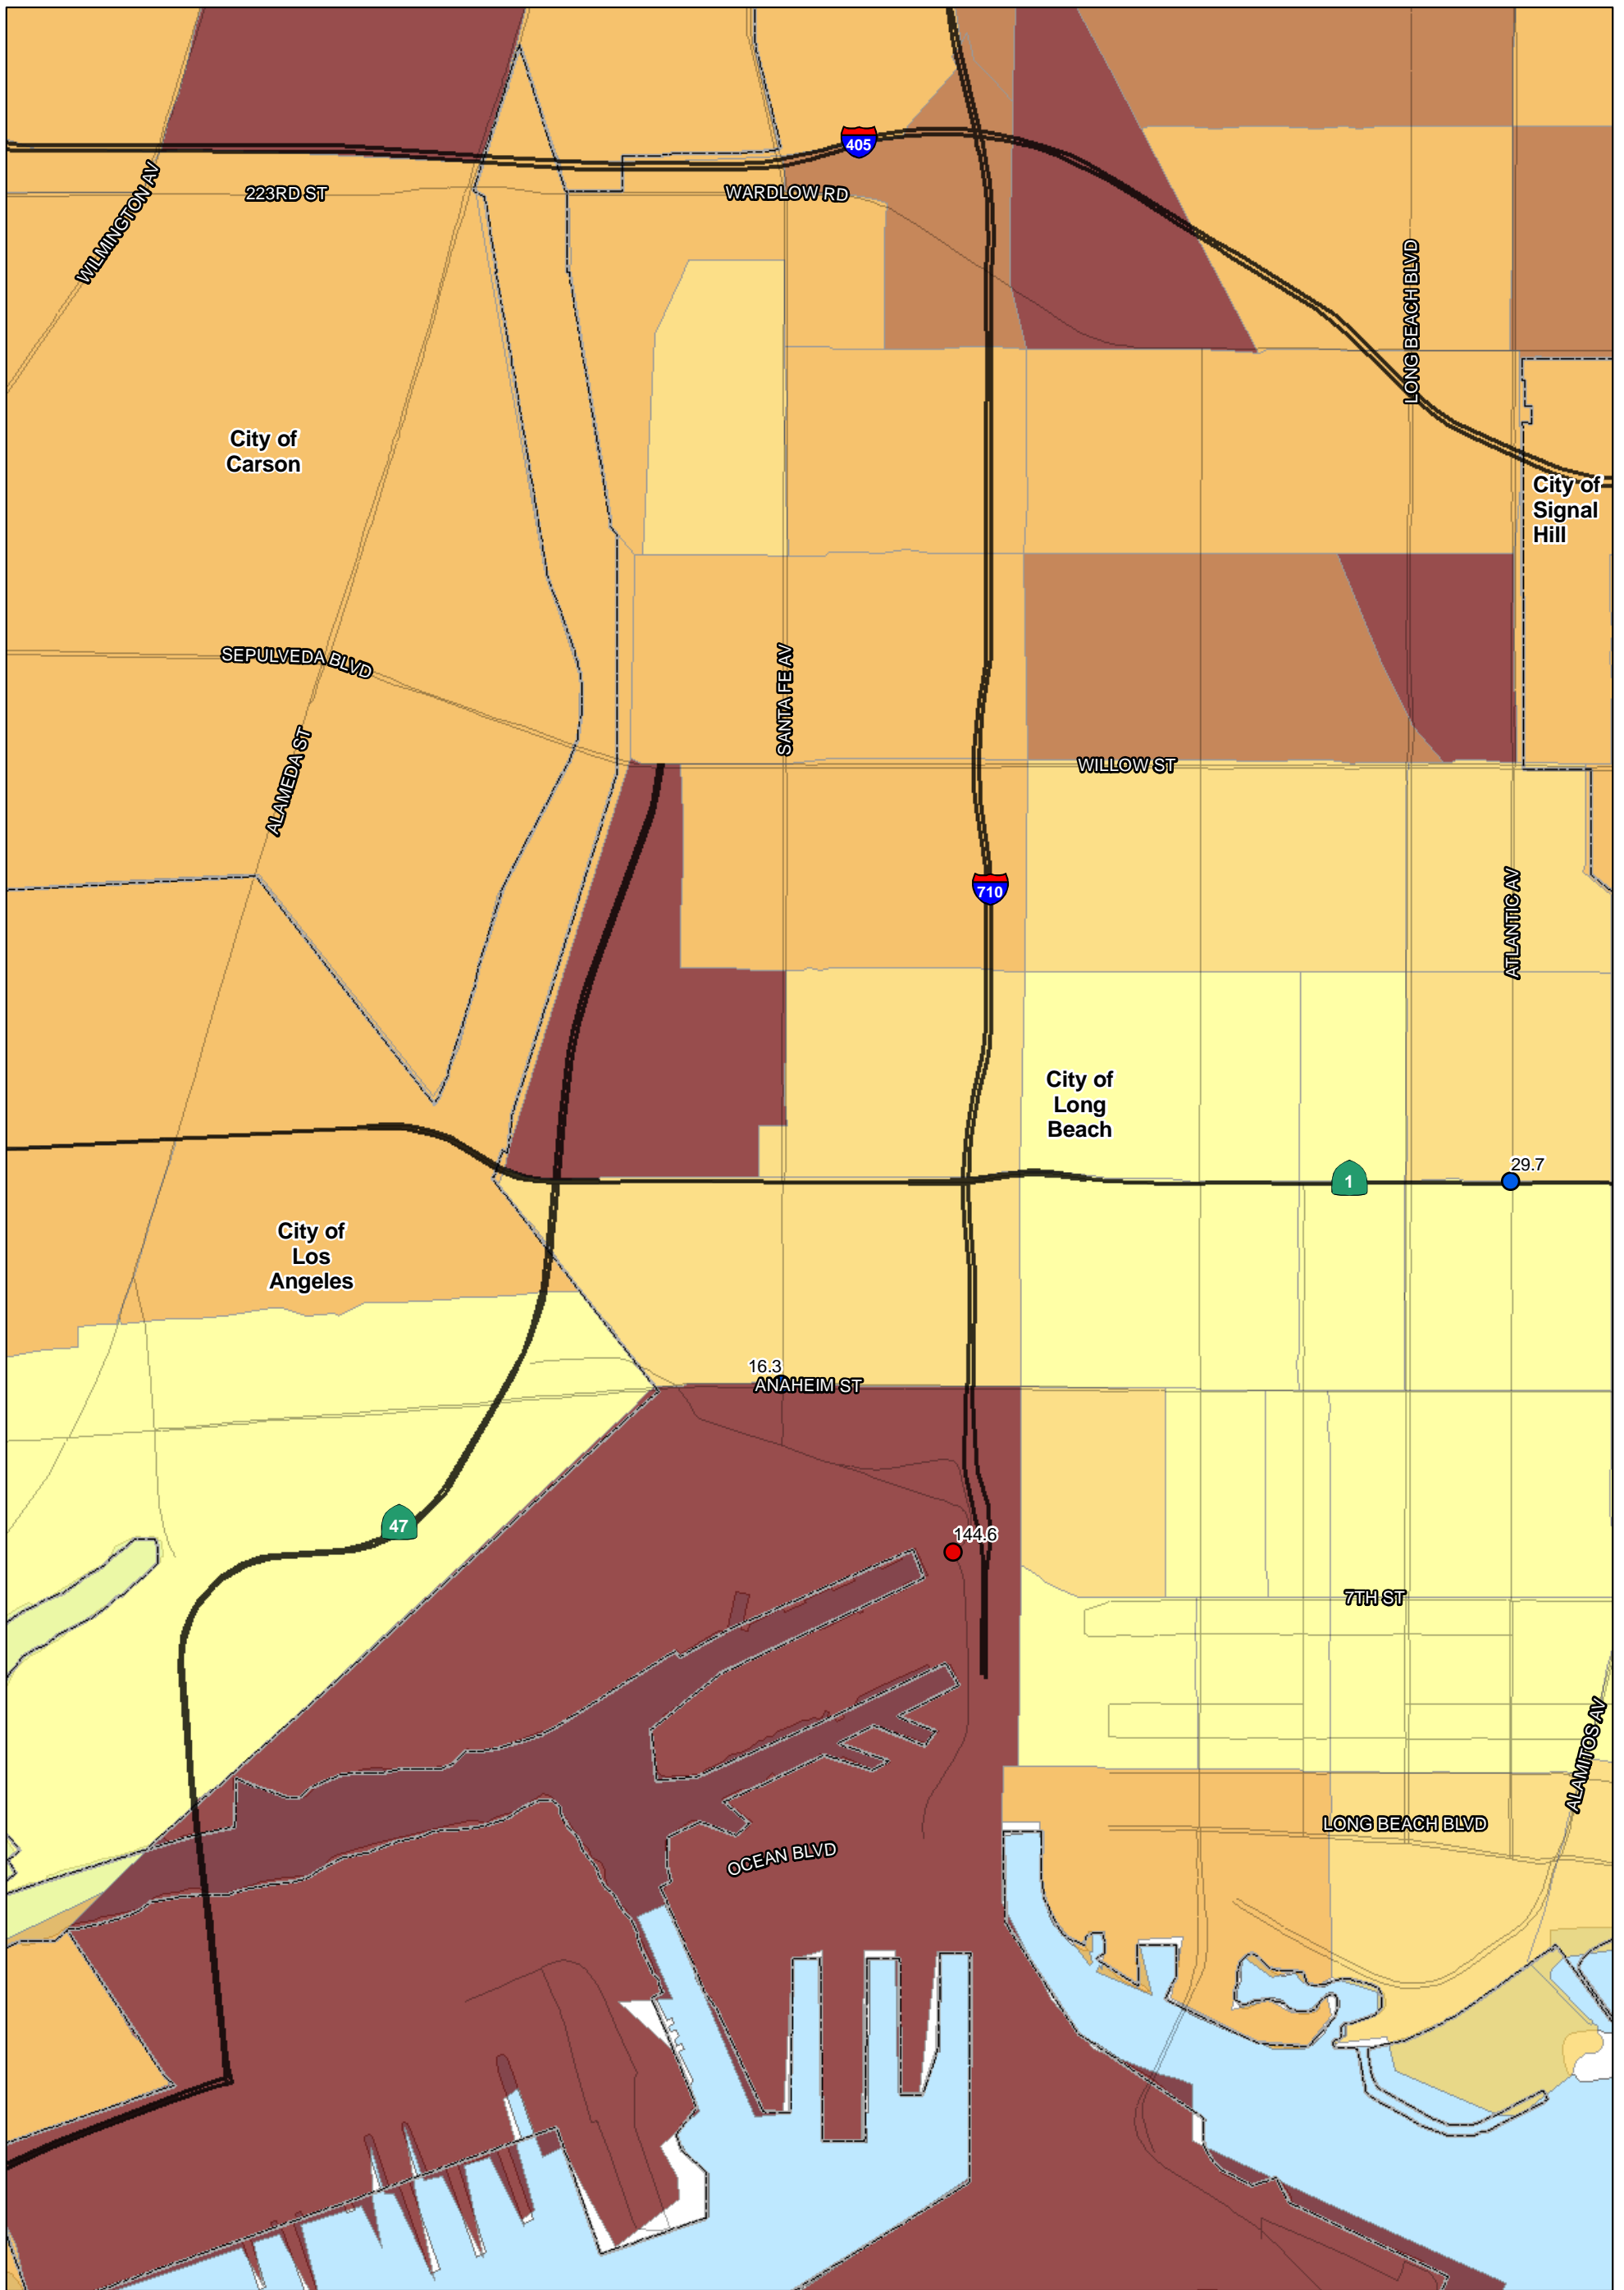 405
223RD ST
WARDLOW RD
WILMINGTON AV
LONG BEACH BLVD
City of
Carson
City of
Signal
Hill
SEPULVEDA BLVD
SANTA FE AV
WILLOW ST
ALAMEDA ST
710
ATLANTIC AV
City of
Long
Beach
29.7
1
City of
Los
Angeles
16.3
ANAHEIM ST
47
144.6
7TH ST
ALAMITOS AV
LONG BEACH BLVD
OCEAN BLVD